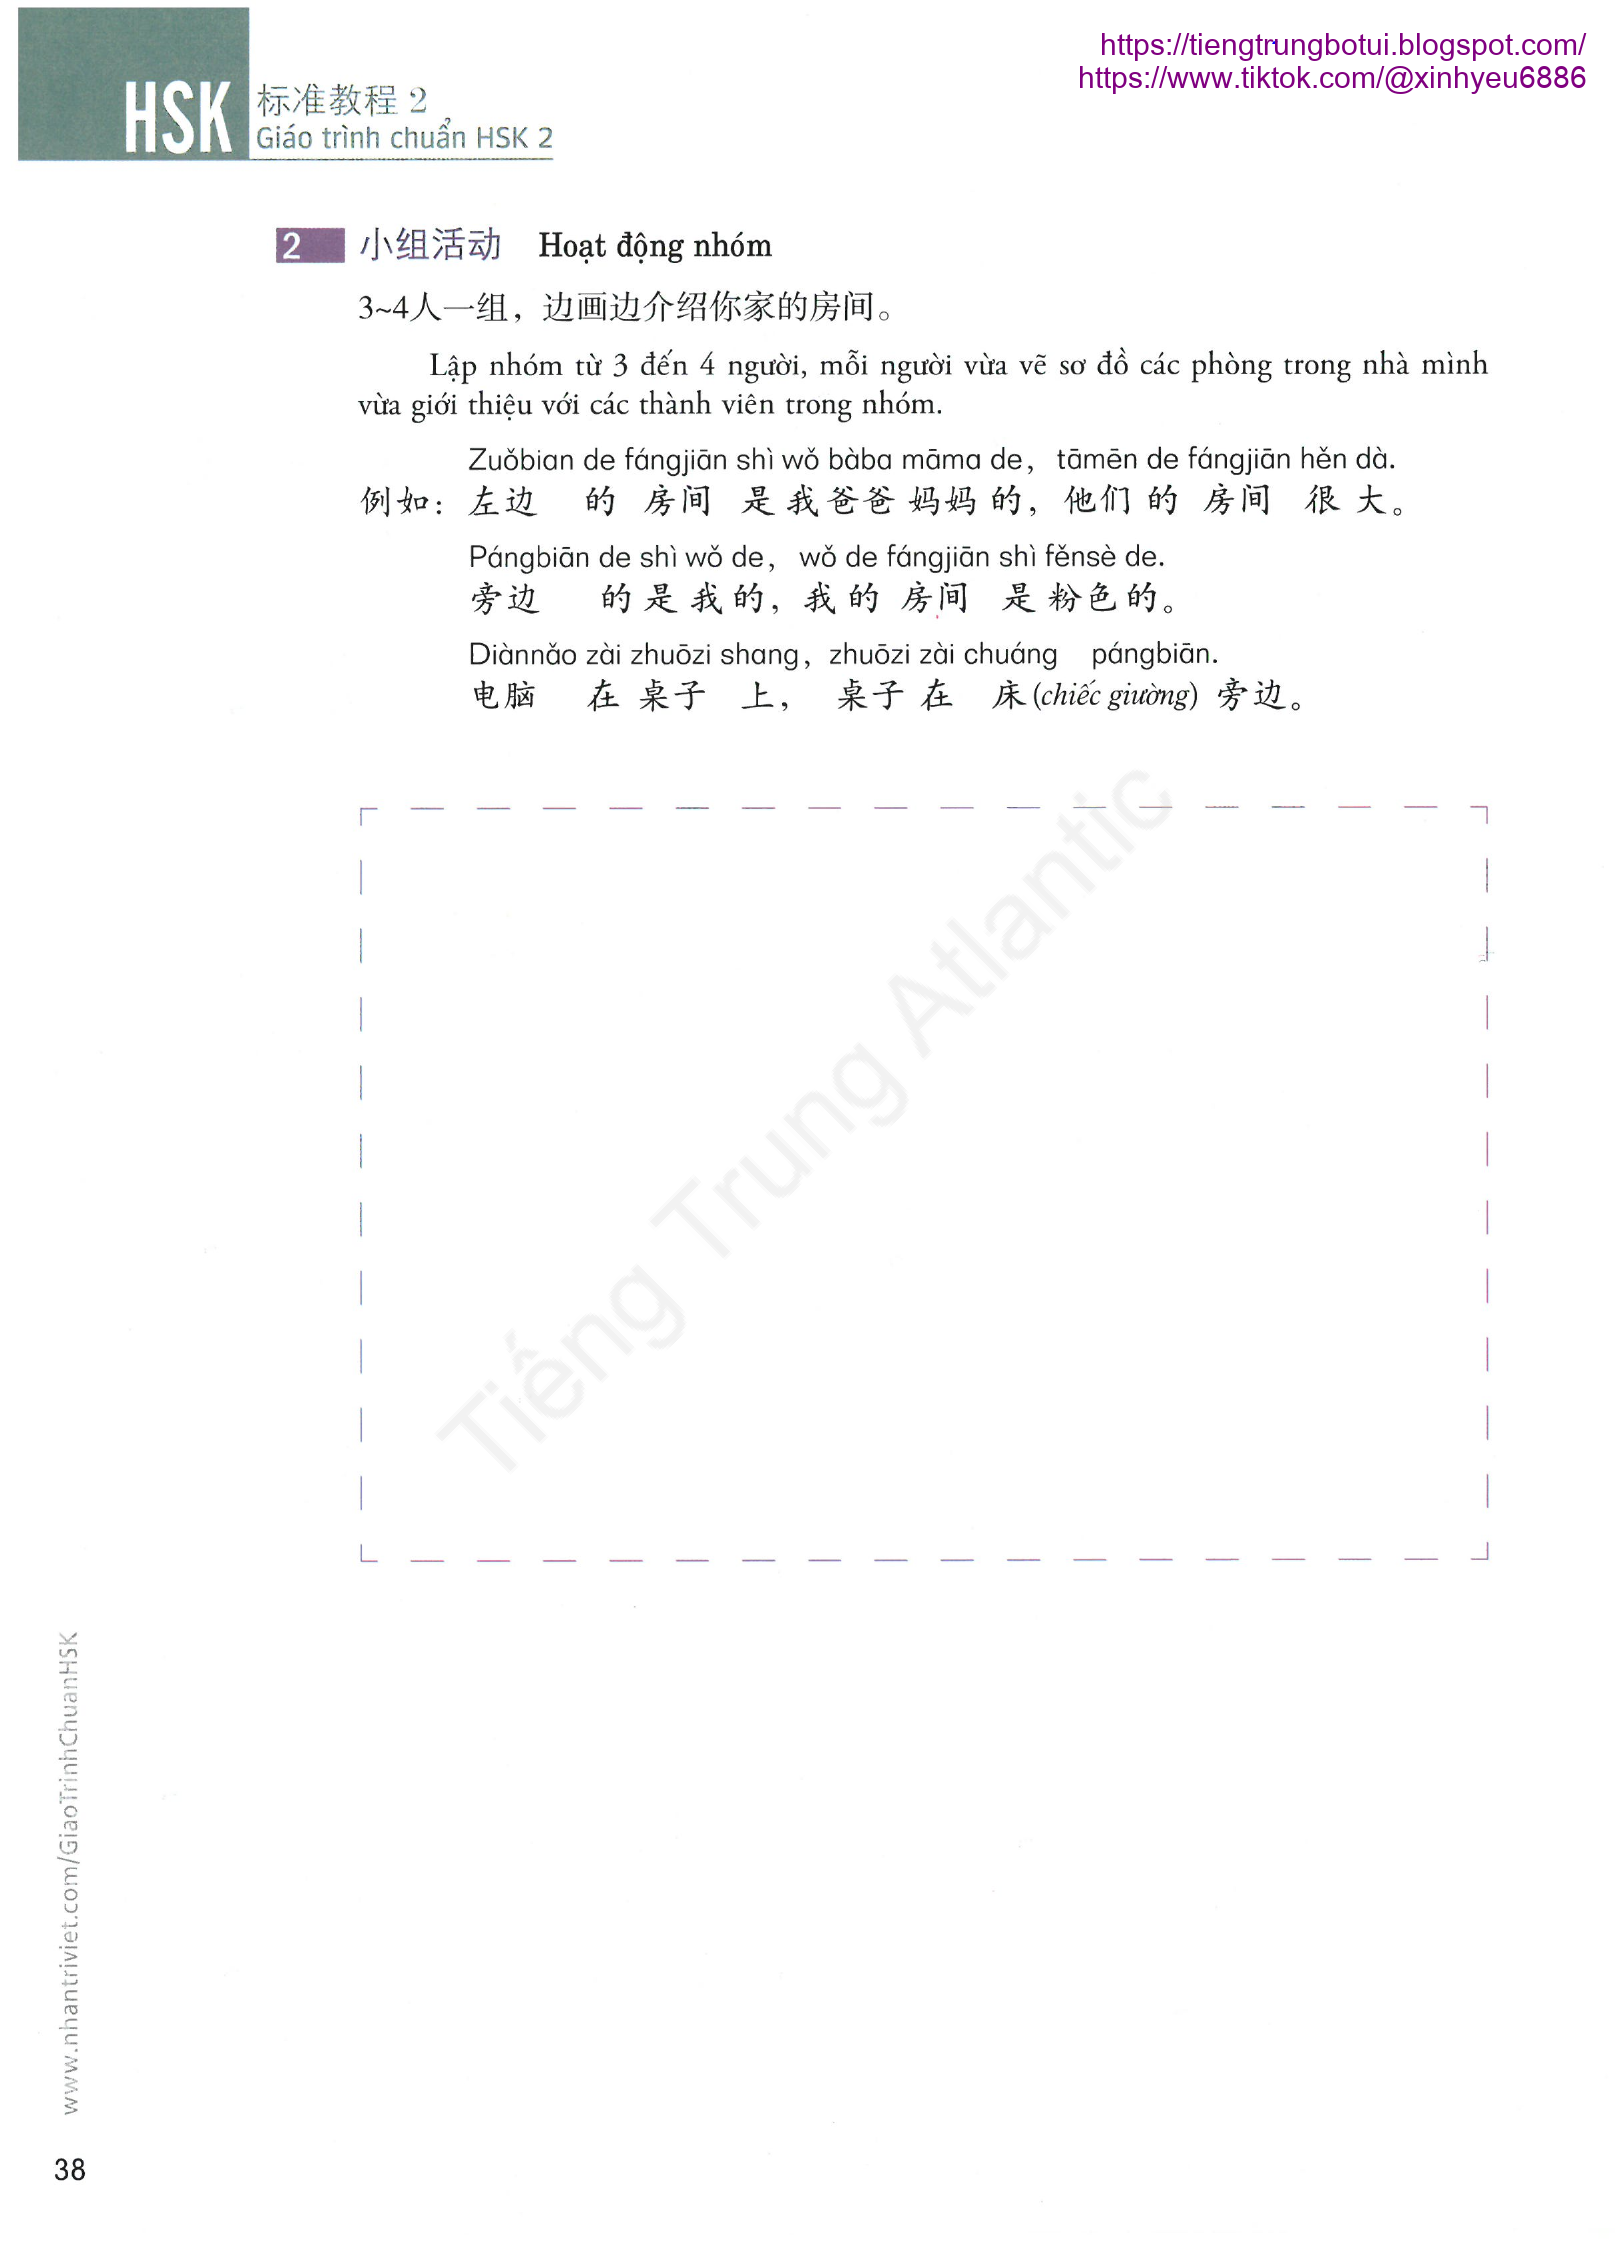 https://tiengtrungbotui.blogspot.com/
https://www.tiktok.com/@xinhyeu6886
HSK 标准教程 2
Giáo trình chuẩn HSK 2
2 小组活动 Hoạt động nhóm
3~4人一组，边画边介绍你家的房间。
Lập nhóm từ 3 đến 4 người, mỗi người vừa vẽ sơ đồ các phòng trong nhà mình
vừa giới thiệu với các thành viên trong nhóm.
Zuǒbian de fángjiān shì wǒ bàba māma de, tāmēn de fángjiān hěn dà.
例如：左边 的 房间 是 我 爸爸 妈妈 的，他们 的 房间 很 大。
Pángbiān de shì wǒ de, wǒ de fángjiān shì fěnsè de.
旁边 的 是 我 的，我 的 房间 是 粉色 的。
Diànnǎo zài zhuōzi shang, zhuōzi zài chuáng pángbiān.
电脑 在 桌子 上，桌子 在 床 (chiếc giường) 旁边。
Tiếng Trung Atlantic
www.nhantriviet.com/GiaoTrinhChuanHSK
38